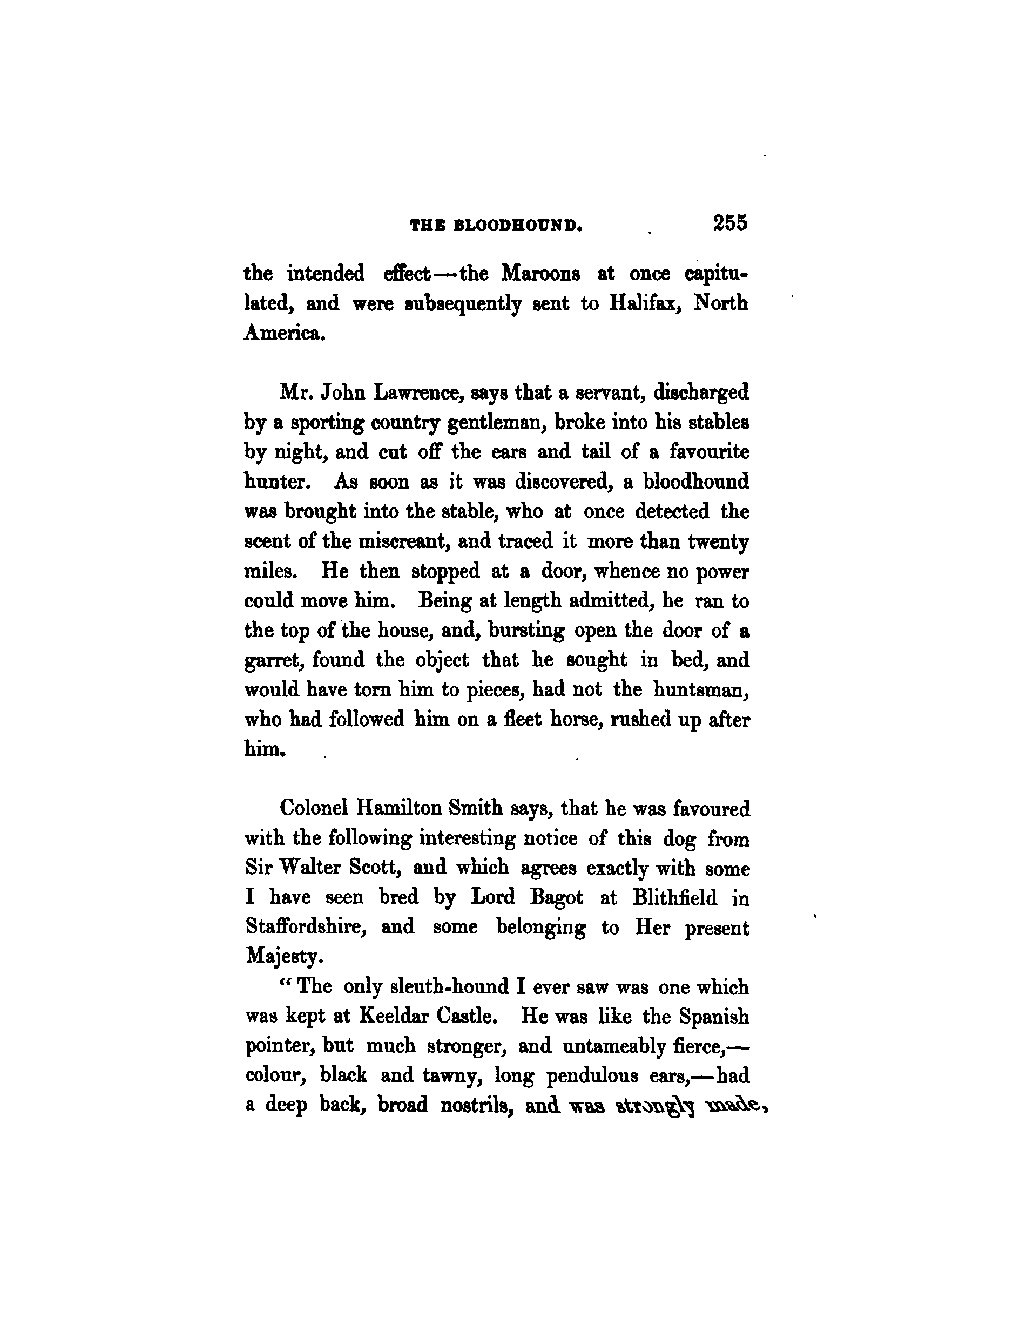 THE BLOODHOUND. 255
the intended effect—the Maroons at once capitu-
lated, and were subsequently sent to Halifax, North
America.
Mr. John Lawrence, says that a servant, discharged
by a sporting country gentleman, broke into his stables
by night, and cut off the ears and tail of a favourite
hunter. As soon as it was discovered, a bloodhound
was brought into the stable, who at once detected the
scent of the miscreant, and traced it more than twenty
miles. He then stopped at a door, whence no power
could move him. Being at length admitted, he ran to
the top of the house, and, bursting open the door of a
garret, found the object that he sought in bed, and
would have torn him to pieces, had not the huntsman,
who had followed him on a fleet horse, rushed up after
him.
Colonel Hamilton Smith says, that he was favoured
with the following interesting notice of this dog from
Sir Walter Scott, and which agrees exactly with some
I have seen bred by Lord Bagot at Blithfield in
Staffordshire, and some belonging to Her present
Majesty.
“The only sleuth-hound I ever saw was one which
was kept at Keeldar Castle. He was like the Spanish
pointer, but much stronger, and untameably fierce,—
colour, black and tawny, long pendulous ears,—had
a deep back, broad nostrils, and was strongly made,